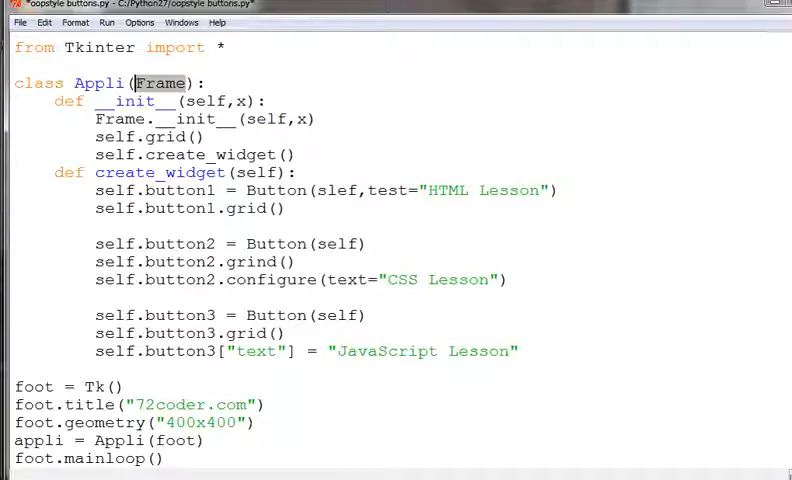 *oopstyle buttons.py - C:/Python27/oopstyle buttons.py*
File Edit Format Run Options Windows Help
from Tkinter import *
class Appli(Frame):
def __init__(self,x):
Frame.__init__(self,x)
self.grid()
self.create_widget()
def create_widget(self):
self.button1 = Button(slef,test="HTML Lesson")
self.button1.grid()
self.button2 = Button(self)
self.button2.grind()
self.button2.configure(text="CSS Lesson")
self.button3 = Button(self)
self.button3.grid()
self.button3["text"] = "JavaScript Lesson"
foot = Tk()
foot.title("72coder.com")
foot.geometry("400x400")
appli = Appli(foot)
foot.mainloop()